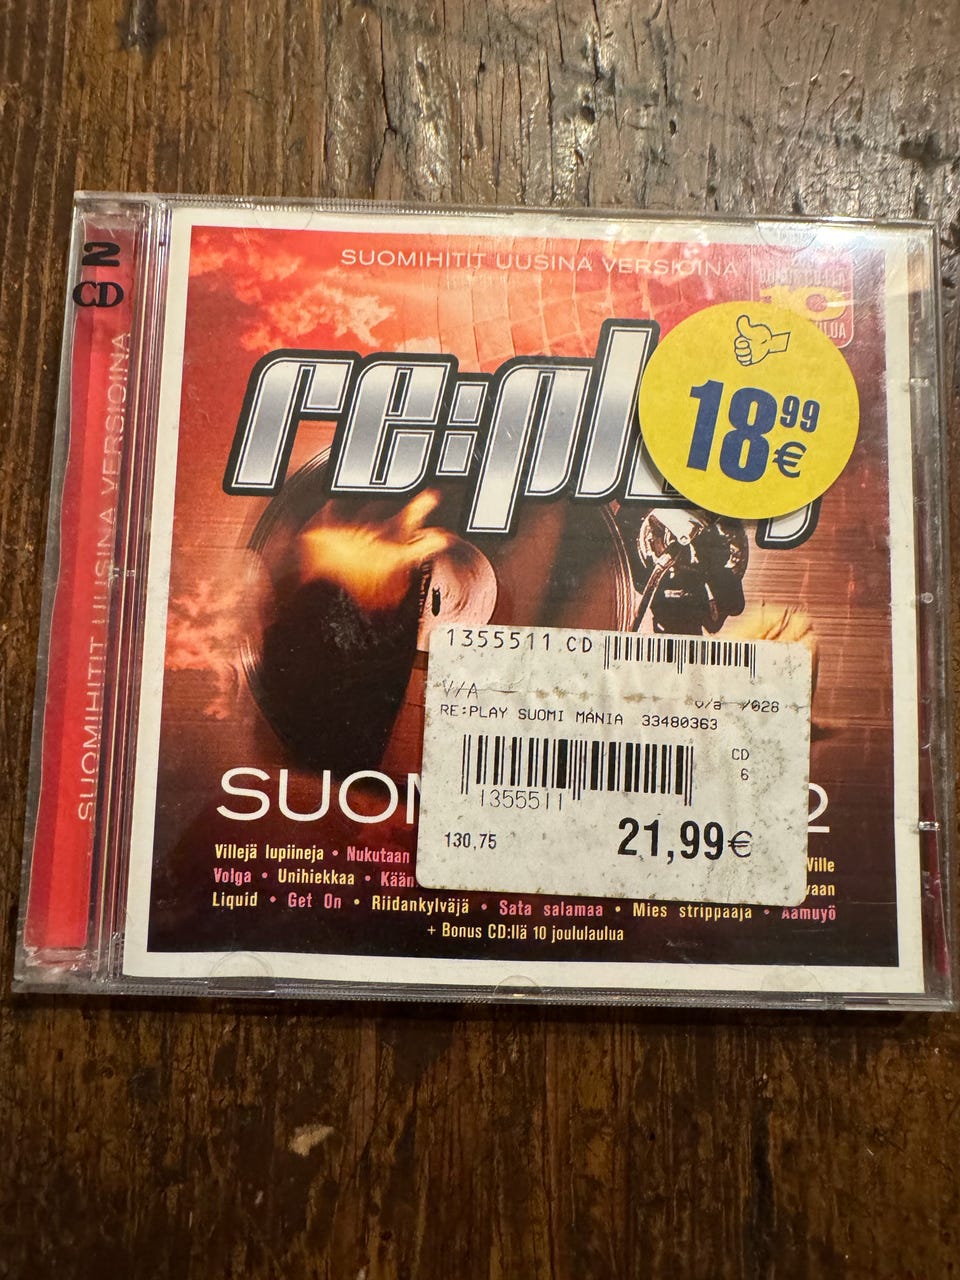 2
CD
SUOMIHITIT UUSINA VERSIOINA
SUOMIHITIT UUSINA VERSIOINA
10
re:pl
18 99 €
1355511 CD
V/A v/a /028
RE:PLAY SUOMI MANIA 33480363
CD
6
1355511
130,75 21,99€
SUOM 2
Villejä lupiineja • Nukutaan Ville
Volga • Unihiekkaa • Kään
Liquid • Get On • Riidankylväjä • Sata salamaa • Mies strippaaja • Aamuyö
+ Bonus CD:llä 10 joululaulua